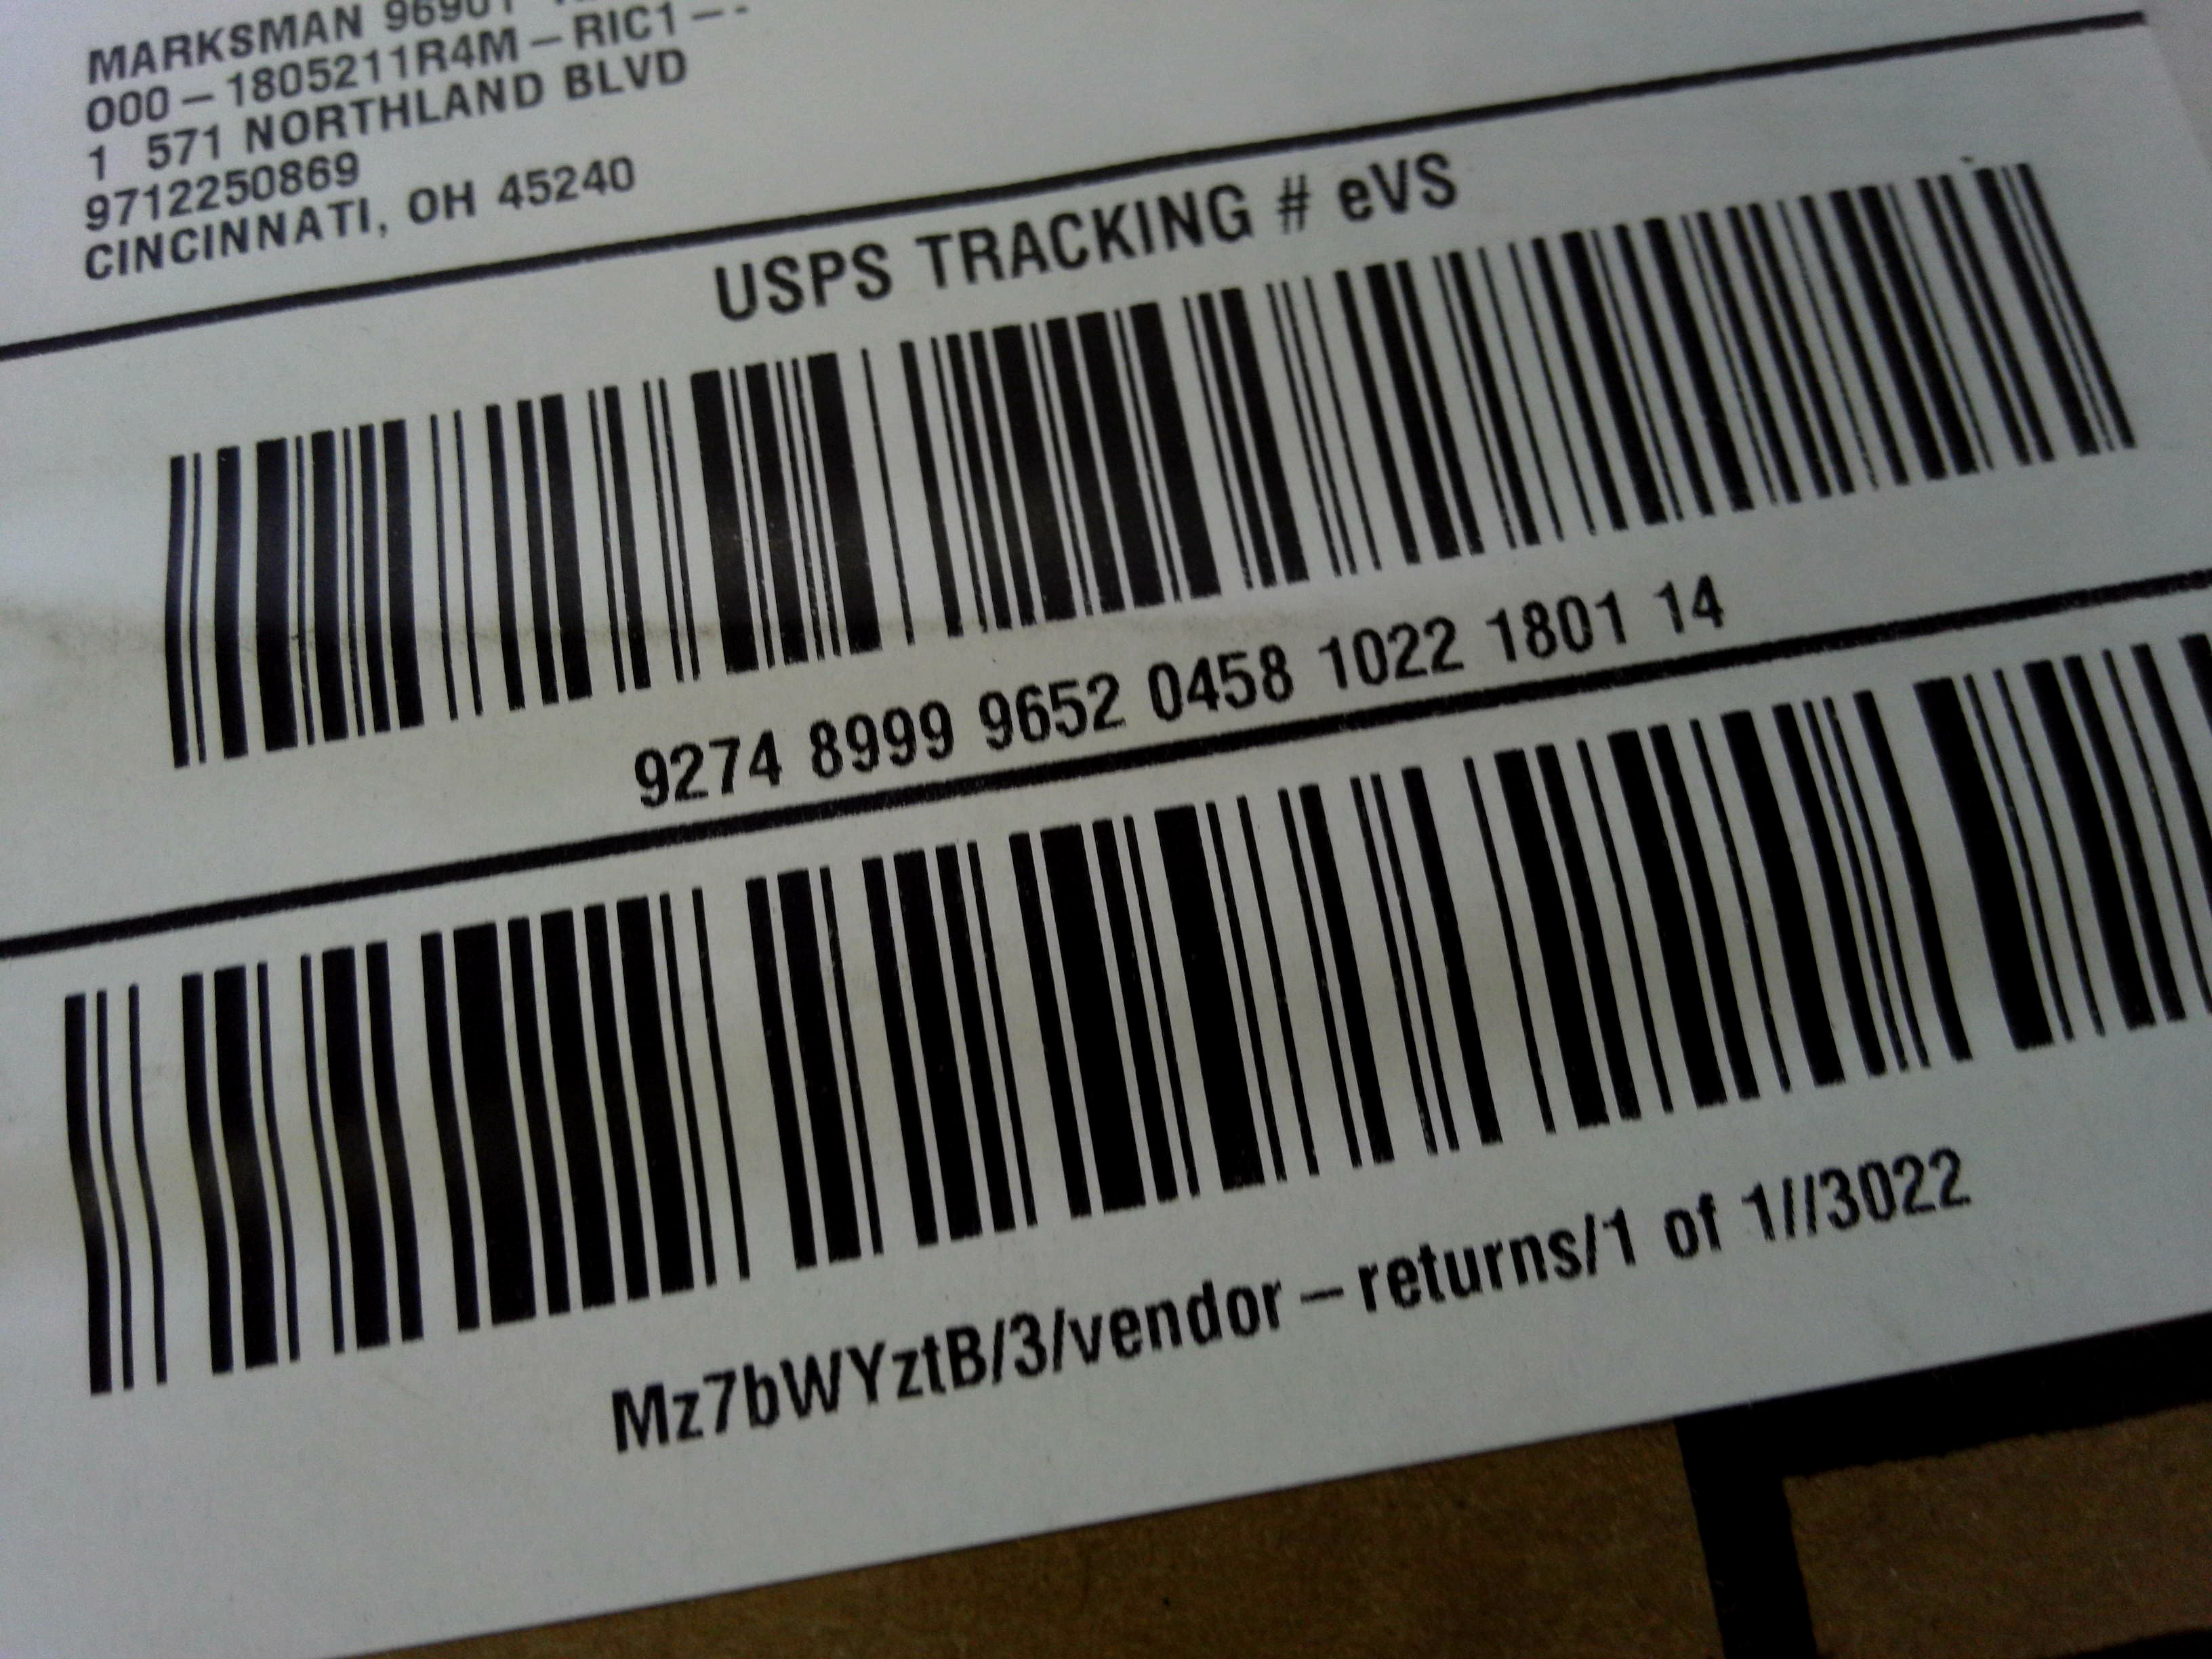 MARKSMAN 96901
000-1805211R4M-RIC1--
1 571 NORTHLAND BLVD
9712250869
CINCINNATI, OH 45240
USPS TRACKING # eVS
9274 8999 9652 0458 1022 1801 14
Mz7bWYztB/3/vendor-returns/1 of 1//3022